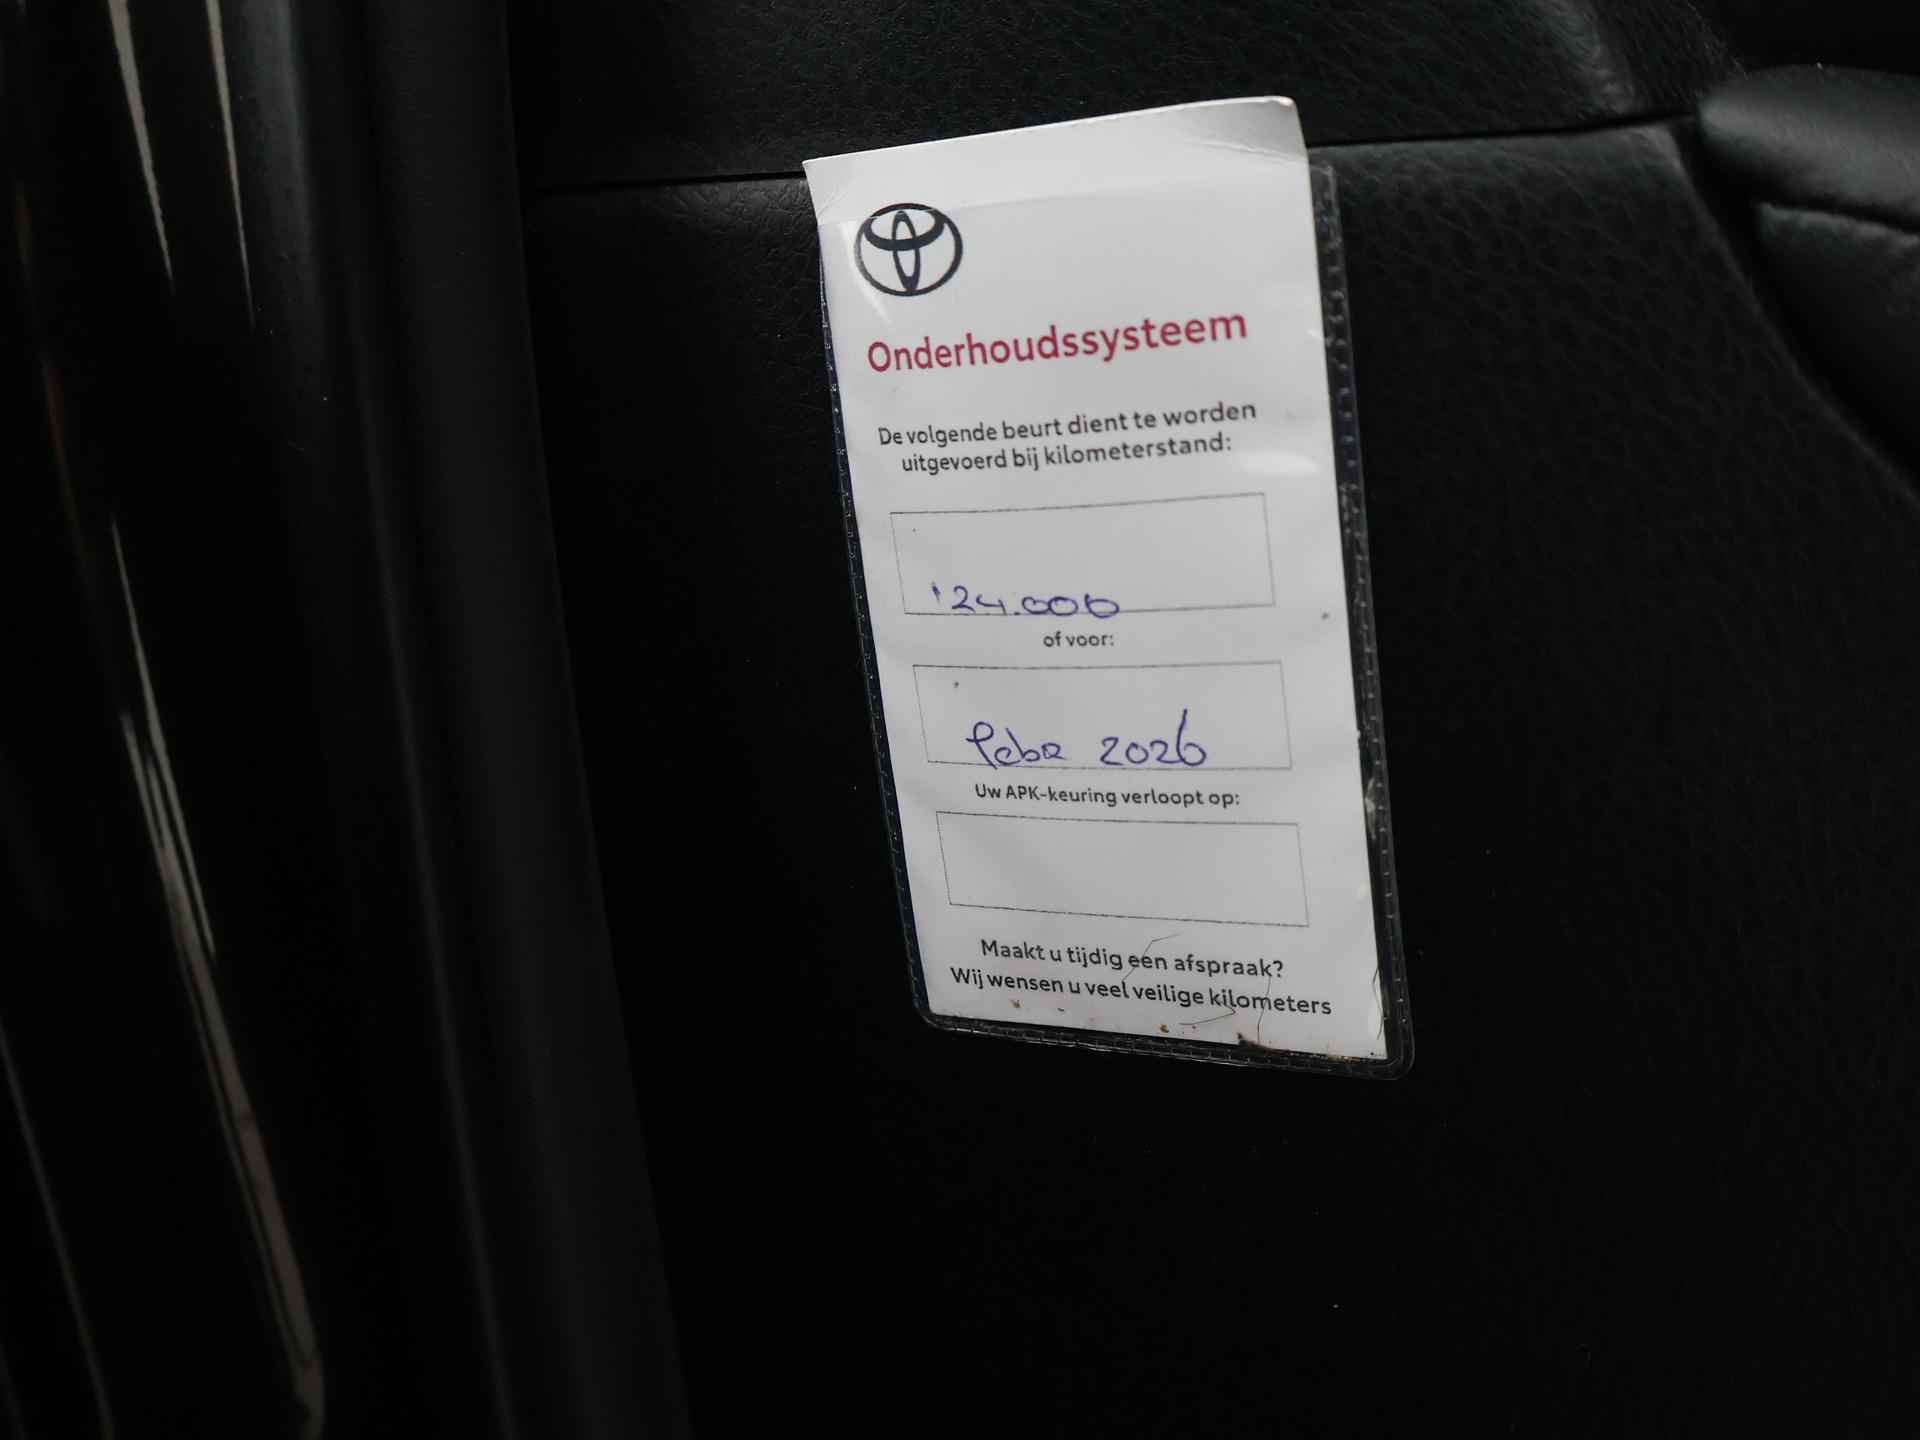 Onderhoudssysteem
De volgende beurt dient te worden
uitgevoerd bij kilometerstand:
124.000
of voor:
Febr 2026
Uw APK-keuring verloopt op:
Maakt u tijdig een afspraak?
Wij wensen u veel veilige kilometers